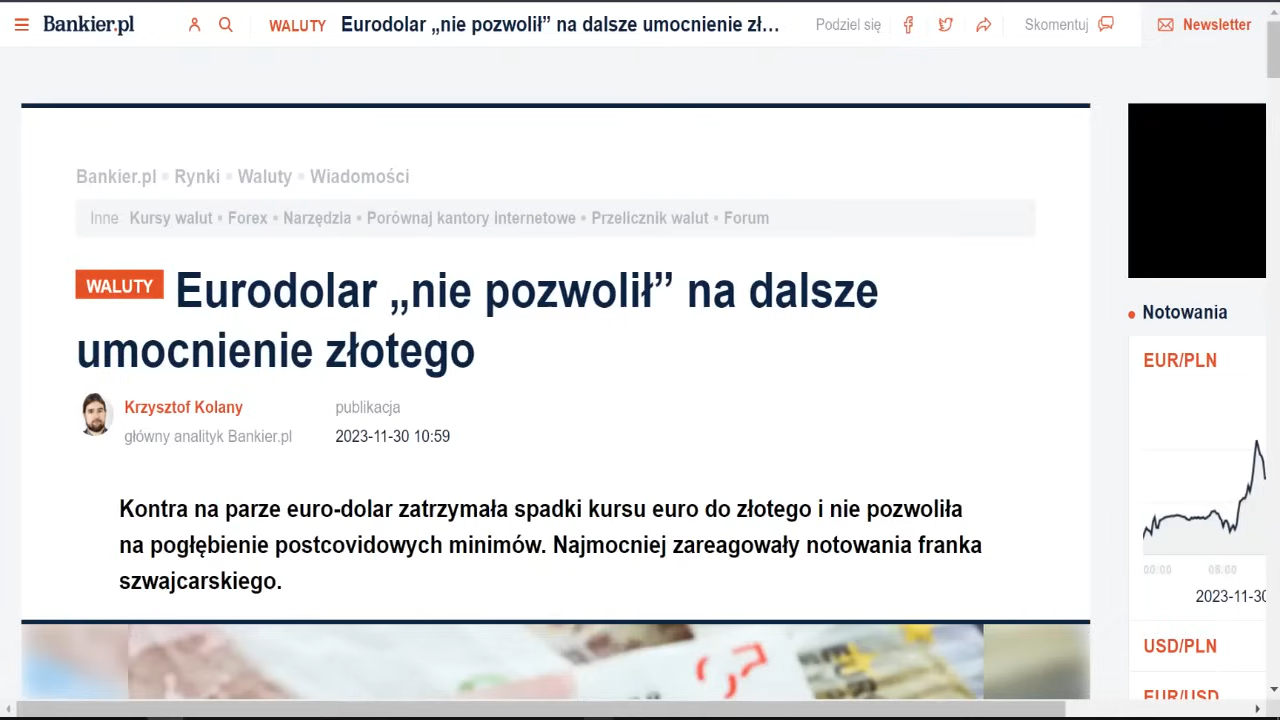 Bankier.pl WALUTY Eurodolar „nie pozwolił” na dalsze umocnienie zł... Podziel się Skomentuj Newsletter
Bankier.pl Rynki Waluty Wiadomości
Inne Kursy walut • Forex • Narzędzia • Porównaj kantory internetowe • Przelicznik walut • Forum
WALUTY Eurodolar „nie pozwolił” na dalsze
umocnienie złotego
Krzysztof Kolany publikacja
główny analityk Bankier.pl 2023-11-30 10:59
Kontra na parze euro-dolar zatrzymała spadki kursu euro do złotego i nie pozwoliła
na pogłębienie postcovidowych minimów. Najmocniej zareagowały notowania franka
szwajcarskiego.
Notowania
EUR/PLN
00:00 05:00
2023-11-30
USD/PLN
EUR/USD